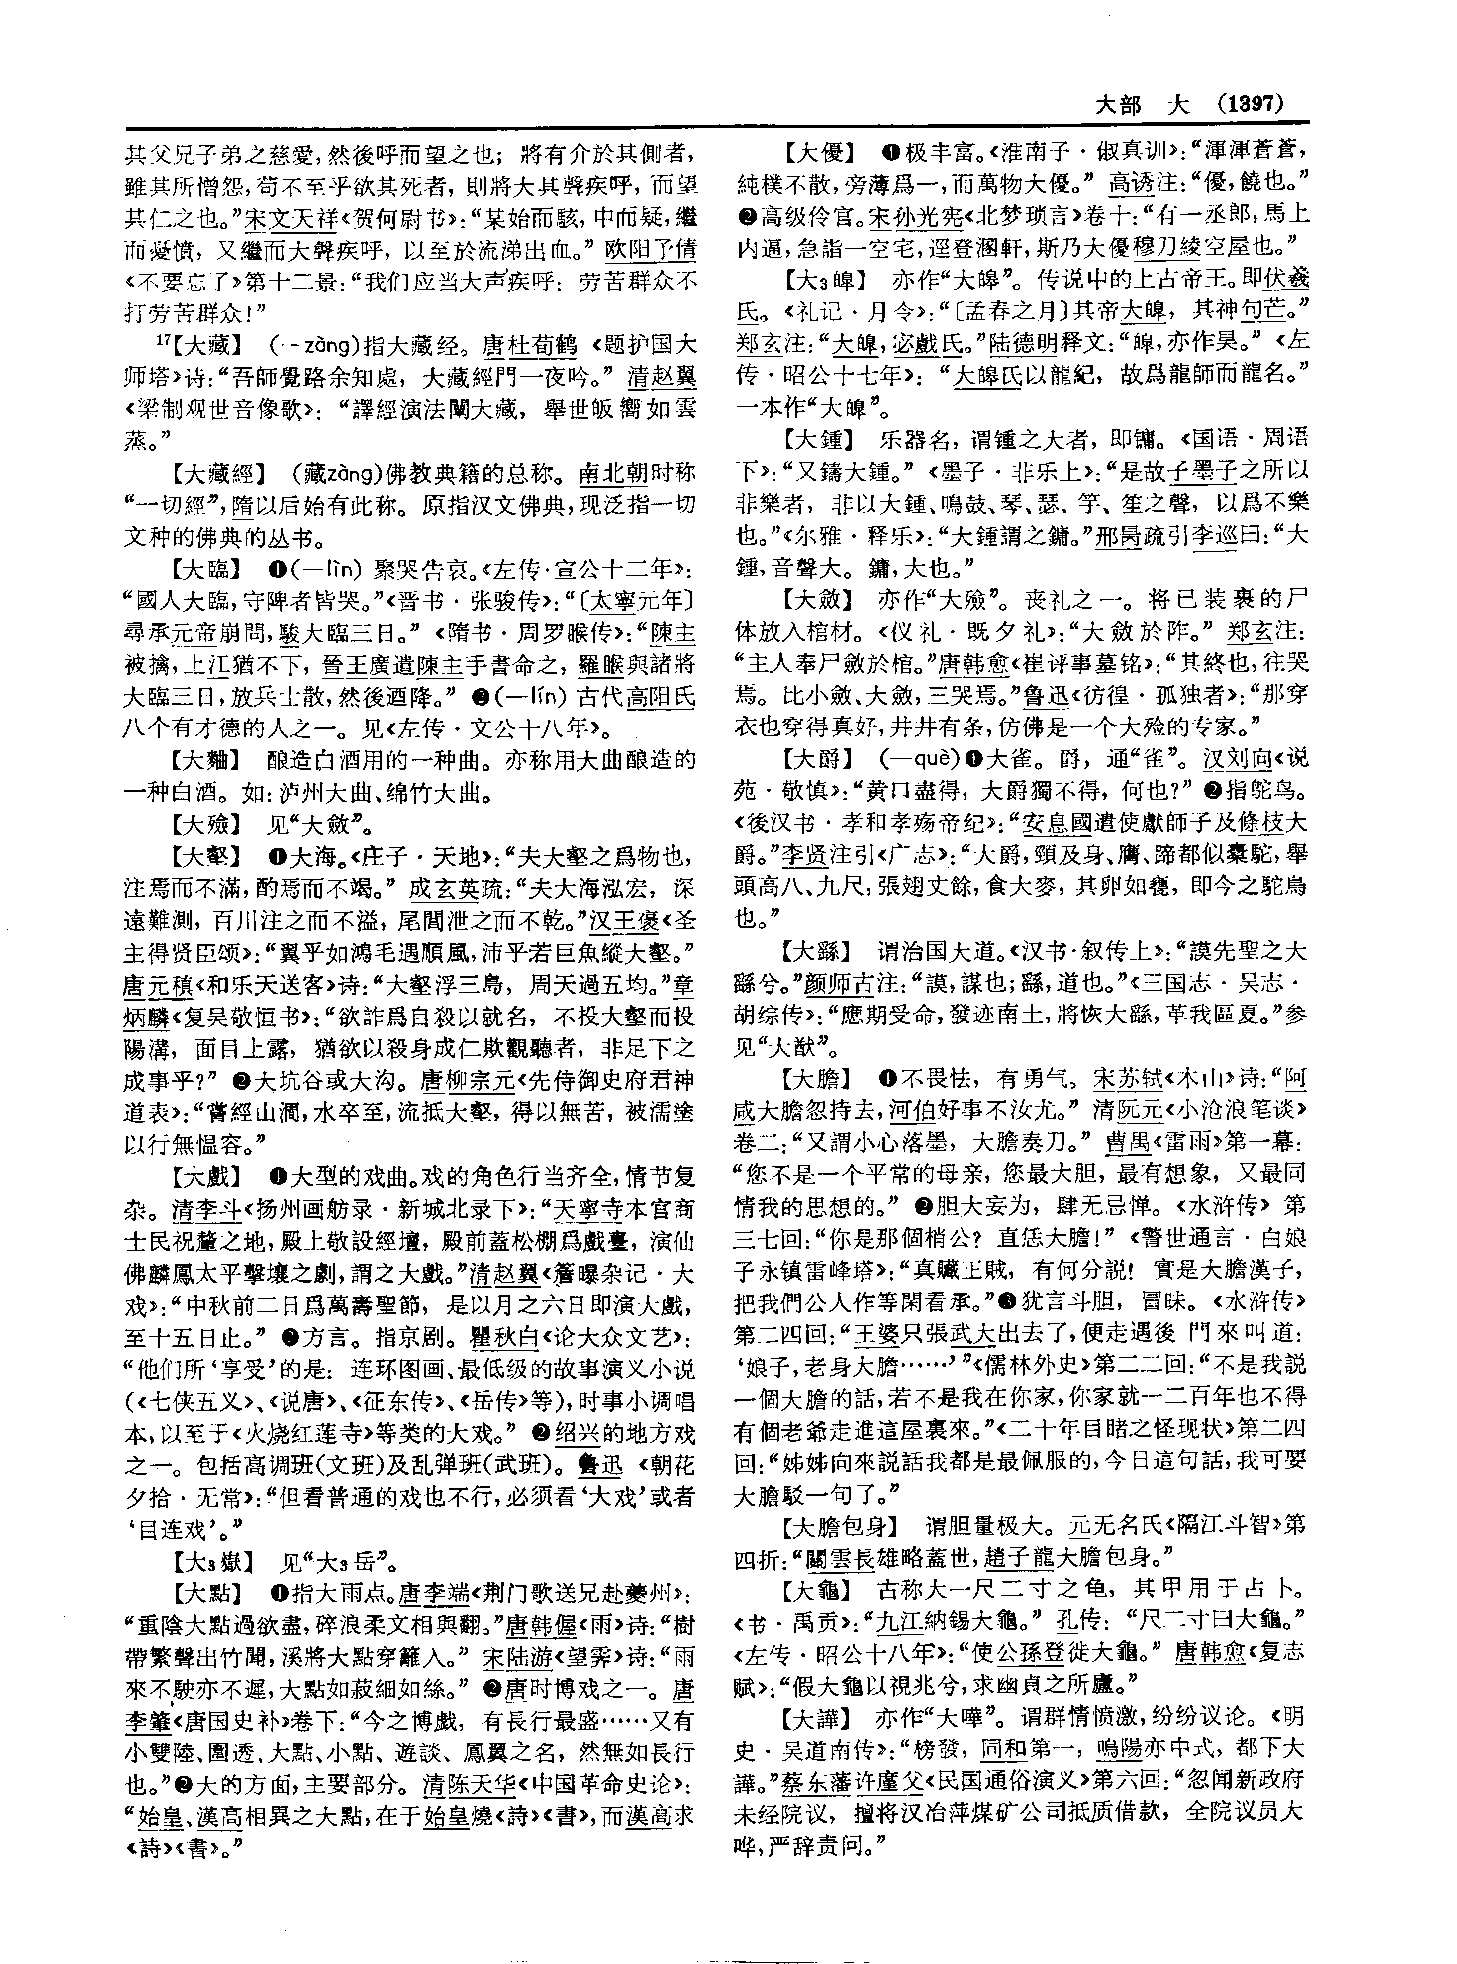 大部 大 (1397)
其父兄子弟之慈愛，然後呼而望之也；將有介於其側者，
雖其所憎怨，苟不至乎欲其死者，則將大其聲疾呼，而望
其仁之也。”宋文天祥《贺何尉书》：“某始而駭，中而疑，繼
而凝憤，又繼而大聲疾呼，以至於流涕出血。”欧阳予倩
《不要忘了》第十二景：“我们应当大声疾呼：劳苦群众不
打劳苦群众！”
17【大藏】 （-zàng）指大藏经。唐杜荀鹤《题护国大
师塔》诗：“吾師覺路余知處，大藏經門一夜吟。”清赵翼
《梁制观世音像歌》：“譯經演法闡大藏，舉世皈嚮如雲
蒸。”
【大藏經】 （藏zàng）佛教典籍的总称。南北朝时称
“一切經”，隋以后始有此称。原指汉文佛典，现泛指一切
文种的佛典的丛书。
【大臨】 ❶（—lìn）聚哭告哀。《左传·宣公十二年》：
“國人大臨，守陴者皆哭。”《晋书·张骏传》：“〔太寧元年〕
尋承元帝崩問，駿大臨三日。”《隋书·周罗睺传》：“陳主
被擒，上江猶不下，晉王廣遣陳主手書命之，羅睺與諸將
大臨三日，放兵士散，然後迺降。”❷（—lín）古代高阳氏
八个有才德的人之一。见《左传·文公十八年》。
【大麯】 酿造白酒用的一种曲。亦称用大曲酿造的
一种白酒。如：泸州大曲、绵竹大曲。
【大殮】 见“大斂”。
【大壑】 ❶大海。《庄子·天地》：“夫大壑之爲物也，
注焉而不滿，酌焉而不竭。”成玄英疏：“夫大海泓宏，深
遠難測，百川注之而不溢，尾閭泄之而不乾。”汉王褒《圣
主得贤臣颂》：“翼乎如鴻毛遇順風，沛乎若巨魚縱大壑。”
唐元稹《和乐天送客》诗：“大壑浮三島，周天過五均。”章
炳麟《复吴敬恒书》：“欲詐爲自殺以就名，不投大壑而投
陽溝，面目上露，猶欲以殺身成仁欺觀聽者，非足下之
成事乎？”❷大坑谷或大沟。唐柳宗元《先侍御史府君神
道表》：“嘗經山澗，水卒至，流抵大壑，得以無苦，被濡塗
以行無愠容。”
【大戲】 ❶大型的戏曲。戏的角色行当齐全，情节复
杂。清李斗《扬州画舫录·新城北录下》：“天寧寺本官商
士民祝釐之地，殿上敬設經壇，殿前蓋松棚爲戲臺，演仙
佛麟鳳太平擊壤之劇，謂之大戲。”清赵翼《簷曝杂记·大
戏》：“中秋前二日爲萬壽聖節，是以月之六日即演大戲，
至十五日止。”❷方言。指京剧。瞿秋白《论大众文艺》：
“他们所‘享受’的是：连环图画、最低级的故事演义小说
（《七侠五义》、《说唐》、《征东传》、《岳传》等），时事小调唱
本，以至于《火烧红莲寺》等类的大戏。”❷绍兴的地方戏
之一。包括高调班（文班）及乱弹班（武班）。鲁迅《朝花
夕拾·无常》：“但看普通的戏也不行，必须看‘大戏’或者
‘目连戏’。”
【大3嶽】 见“大3岳”。
【大點】 ❶指大雨点。唐李端《荆门歌送兄赴夔州》：
“重陰大點過欲盡，碎浪柔文相與翻。”唐韩偓《雨》诗：“樹
帶繁聲出竹聞，溪將大點穿籬入。”宋陆游《望霁》诗：“雨
來不駛亦不遲，大點如菽細如絲。”❷唐时博戏之一。唐
李肇《唐国史补》卷下：“今之博戲，有長行最盛……又有
小雙陸、圍透、大點、小點、遊談、鳳翼之名，然無如長行
也。”❷大的方面，主要部分。清陈天华《中国革命史论》：
“始皇、漢高相異之大點，在于始皇燒《詩》《書》，而漢高求
《詩》《書》。”
【大優】 ❶极丰富。《淮南子·俶真训》：“渾渾蒼蒼，
純樸不散，旁薄爲一，而萬物大優。”高诱注：“優，饒也。”
❷高级伶官。宋孙光宪《北梦琐言》卷十：“有一丞郎，馬上
内逼，急詣一空宅，逕登溷軒，斯乃大優穆刀綾空屋也。”
【大3皞】 亦作“大皞”。传说中的上古帝王。即伏羲
氏。《礼记·月令》：“〔孟春之月〕其帝大皞，其神句芒。”
郑玄注：“大皞，宓戲氏。”陆德明释文：“皞，亦作昊。”《左
传·昭公十七年》：“大皞氏以龍紀，故爲龍師而龍名。”
一本作“大皞”。
【大鍾】 乐器名，谓锺之大者，即镛。《国语·周语
下》：“又鑄大鍾。”《墨子·非乐上》：“是故子墨子之所以
非樂者，非以大鍾、鳴鼓、琴、瑟、竽、笙之聲，以爲不樂
也。”《尔雅·释乐》：“大鍾謂之鏞。”邢昺疏引李巡曰：“大
鍾，音聲大。鏞，大也。”
【大斂】 亦作“大殮”。丧礼之一。将已装裹的尸
体放入棺材。《仪礼·既夕礼》：“大斂於阼。”郑玄注：
“主人奉尸斂於棺。”唐韩愈《崔评事墓铭》：“其終也，往哭
焉。比小斂、大斂，三哭焉。”鲁迅《彷徨·孤独者》：“那穿
衣也穿得真好，井井有条，仿佛是一个大殓的专家。”
【大爵】 （—què）❶大雀。爵，通“雀”。汉刘向《说
苑·敬慎》：“黄口盡得，大爵獨不得，何也？”❷指鸵鸟。
《後汉书·孝和孝殇帝纪》：“安息國遣使獻師子及條枝大
爵。”李贤注引《广志》：“大爵，頸及身、膺、蹄都似橐駝，舉
頭高八、九尺，張翅丈餘，食大麥，其卵如甕，即今之駝鳥
也。”
【大繇】 谓治国大道。《汉书·叙传上》：“謨先聖之大
繇兮。”颜师古注：“謨，謀也；繇，道也。”《三国志·吴志·
胡综传》：“應期受命，發迹南土，將恢大繇，革我區夏。”参
见“大猷”。
【大膽】 ❶不畏怯，有勇气。宋苏轼《木山》诗：“阿
咸大膽忽持去，河伯好事不汝尤。”清阮元《小沧浪笔谈》
卷二：“又謂小心落墨，大膽奏刀。”曹禺《雷雨》第一幕：
“您不是一个平常的母亲，您最大胆，最有想象，又最同
情我的思想的。”❷胆大妄为，肆无忌惮。《水浒传》第
三七回：“你是那個梢公？直恁大膽！”《警世通言·白娘
子永镇雷峰塔》：“真贓正賊，有何分説！實是大膽漢子，
把我們公人作等閑看承。”❸犹言斗胆，冒昧。《水浒传》
第二四回：“王婆只張武大出去了，便走過後門來叫道：
‘娘子，老身大膽……’”《儒林外史》第二二回：“不是我説
一個大膽的話，若不是我在你家，你家就一二百年也不得
有個老爺走進這屋裏來。”《二十年目睹之怪现状》第二四
回：“姊姊向來説話我都是最佩服的，今日這句話，我可要
大膽駁一句了。”
【大膽包身】 谓胆量极大。元无名氏《隔江斗智》第
四折：“關雲長雄略蓋世，趙子龍大膽包身。”
【大龜】 古称大一尺二寸之龟，其甲用于占卜。
《书·禹贡》：“九江納錫大龜。”孔传：“尺二寸曰大龜。”
《左传·昭公十八年》：“使公孫登徙大龜。”唐韩愈《复志
赋》：“假大龜以視兆兮，求幽貞之所廬。”
【大譁】 亦作“大嘩”。谓群情愤激，纷纷议论。《明
史·吴道南传》：“榜發，同和第一，鳴陽亦中式，都下大
譁。”蔡东藩许廑父《民国通俗演义》第六回：“忽闻新政府
未经院议，擅将汉冶萍煤矿公司抵质借款，全院议员大
哗，严辞责问。”